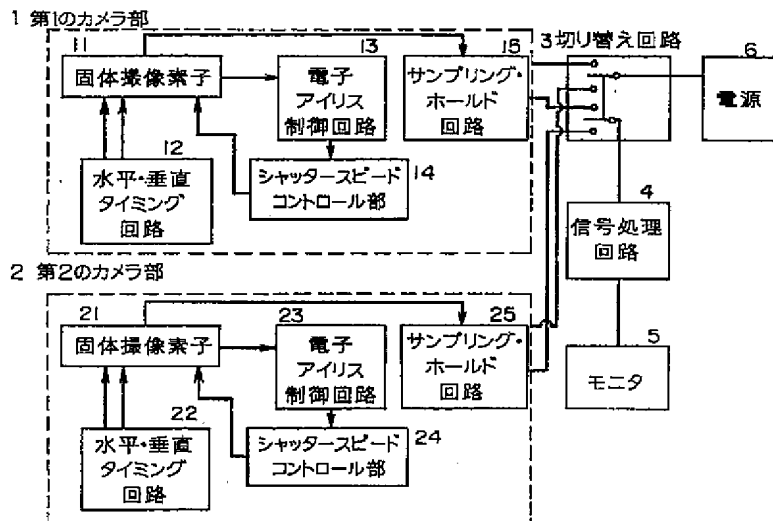 1 第1のカメラ部
11
固体撮像素子
13
電子
アイリス
制御回路
15
サンプリング・
ホールド
回路
12
水平・垂直
タイミング
回路
14
シャッタースピード
コントロール部
3切り替え回路
6
電源
4
信号処理
回路
5
モニタ
2 第2のカメラ部
21
固体撮像素子
23
電子
アイリス
制御回路
25
サンプリング・
ホールド
回路
22
水平・垂直
タイミング
回路
24
シャッタースピード
コントロール部